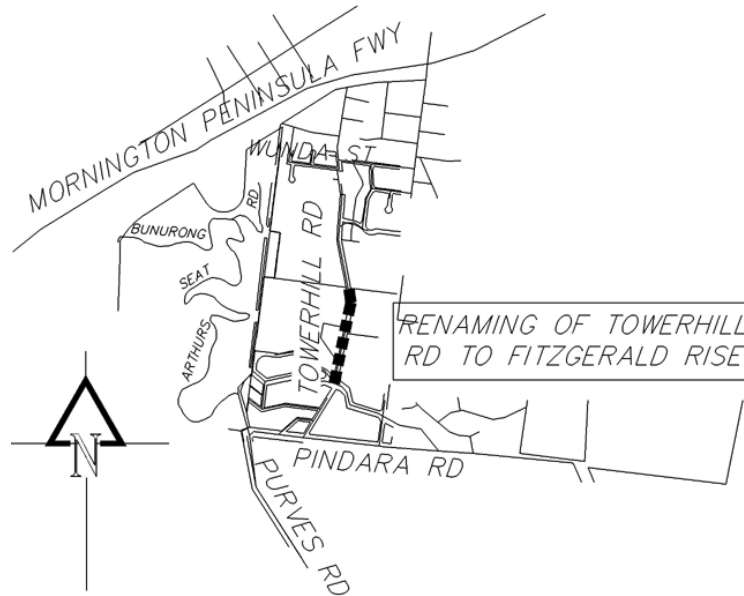 MORNINGTON PENINSULA FWY
WUNDA ST
BUNURONG
RD
SEAT
ARTHURS
TOWERHILL RD
RENAMING OF TOWERHILL
RD TO FITZGERALD RISE
N
PINDARA RD
PURVES RD